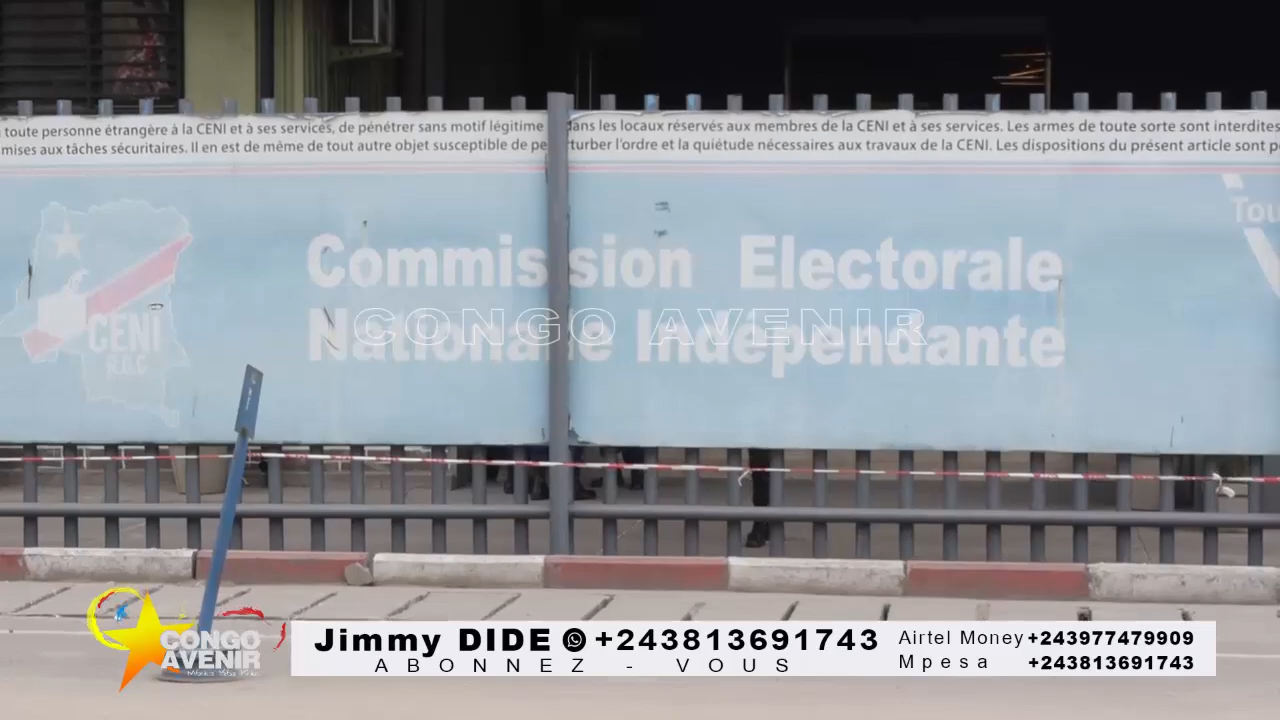 toute personne étrangère à la CENI et à ses services, de pénétrer sans motif légitime dans les locaux réservés aux membres de la CENI et à ses services. Les armes de toute sorte sont interdites
mises aux tâches sécuritaires. Il en est de même de tout autre objet susceptible de perturber l'ordre et la quiétude nécessaires aux travaux de la CENI. Les dispositions du présent article sont p
Tou
Commission Electorale
Nationale Indépendante
CENI
R.D.C
CONGO AVENIR
CONGO
AVENIR
Jimmy DIDE +243813691743
ABONNEZ - VOUS
Airtel Money +243977479909
Mpesa +243813691743